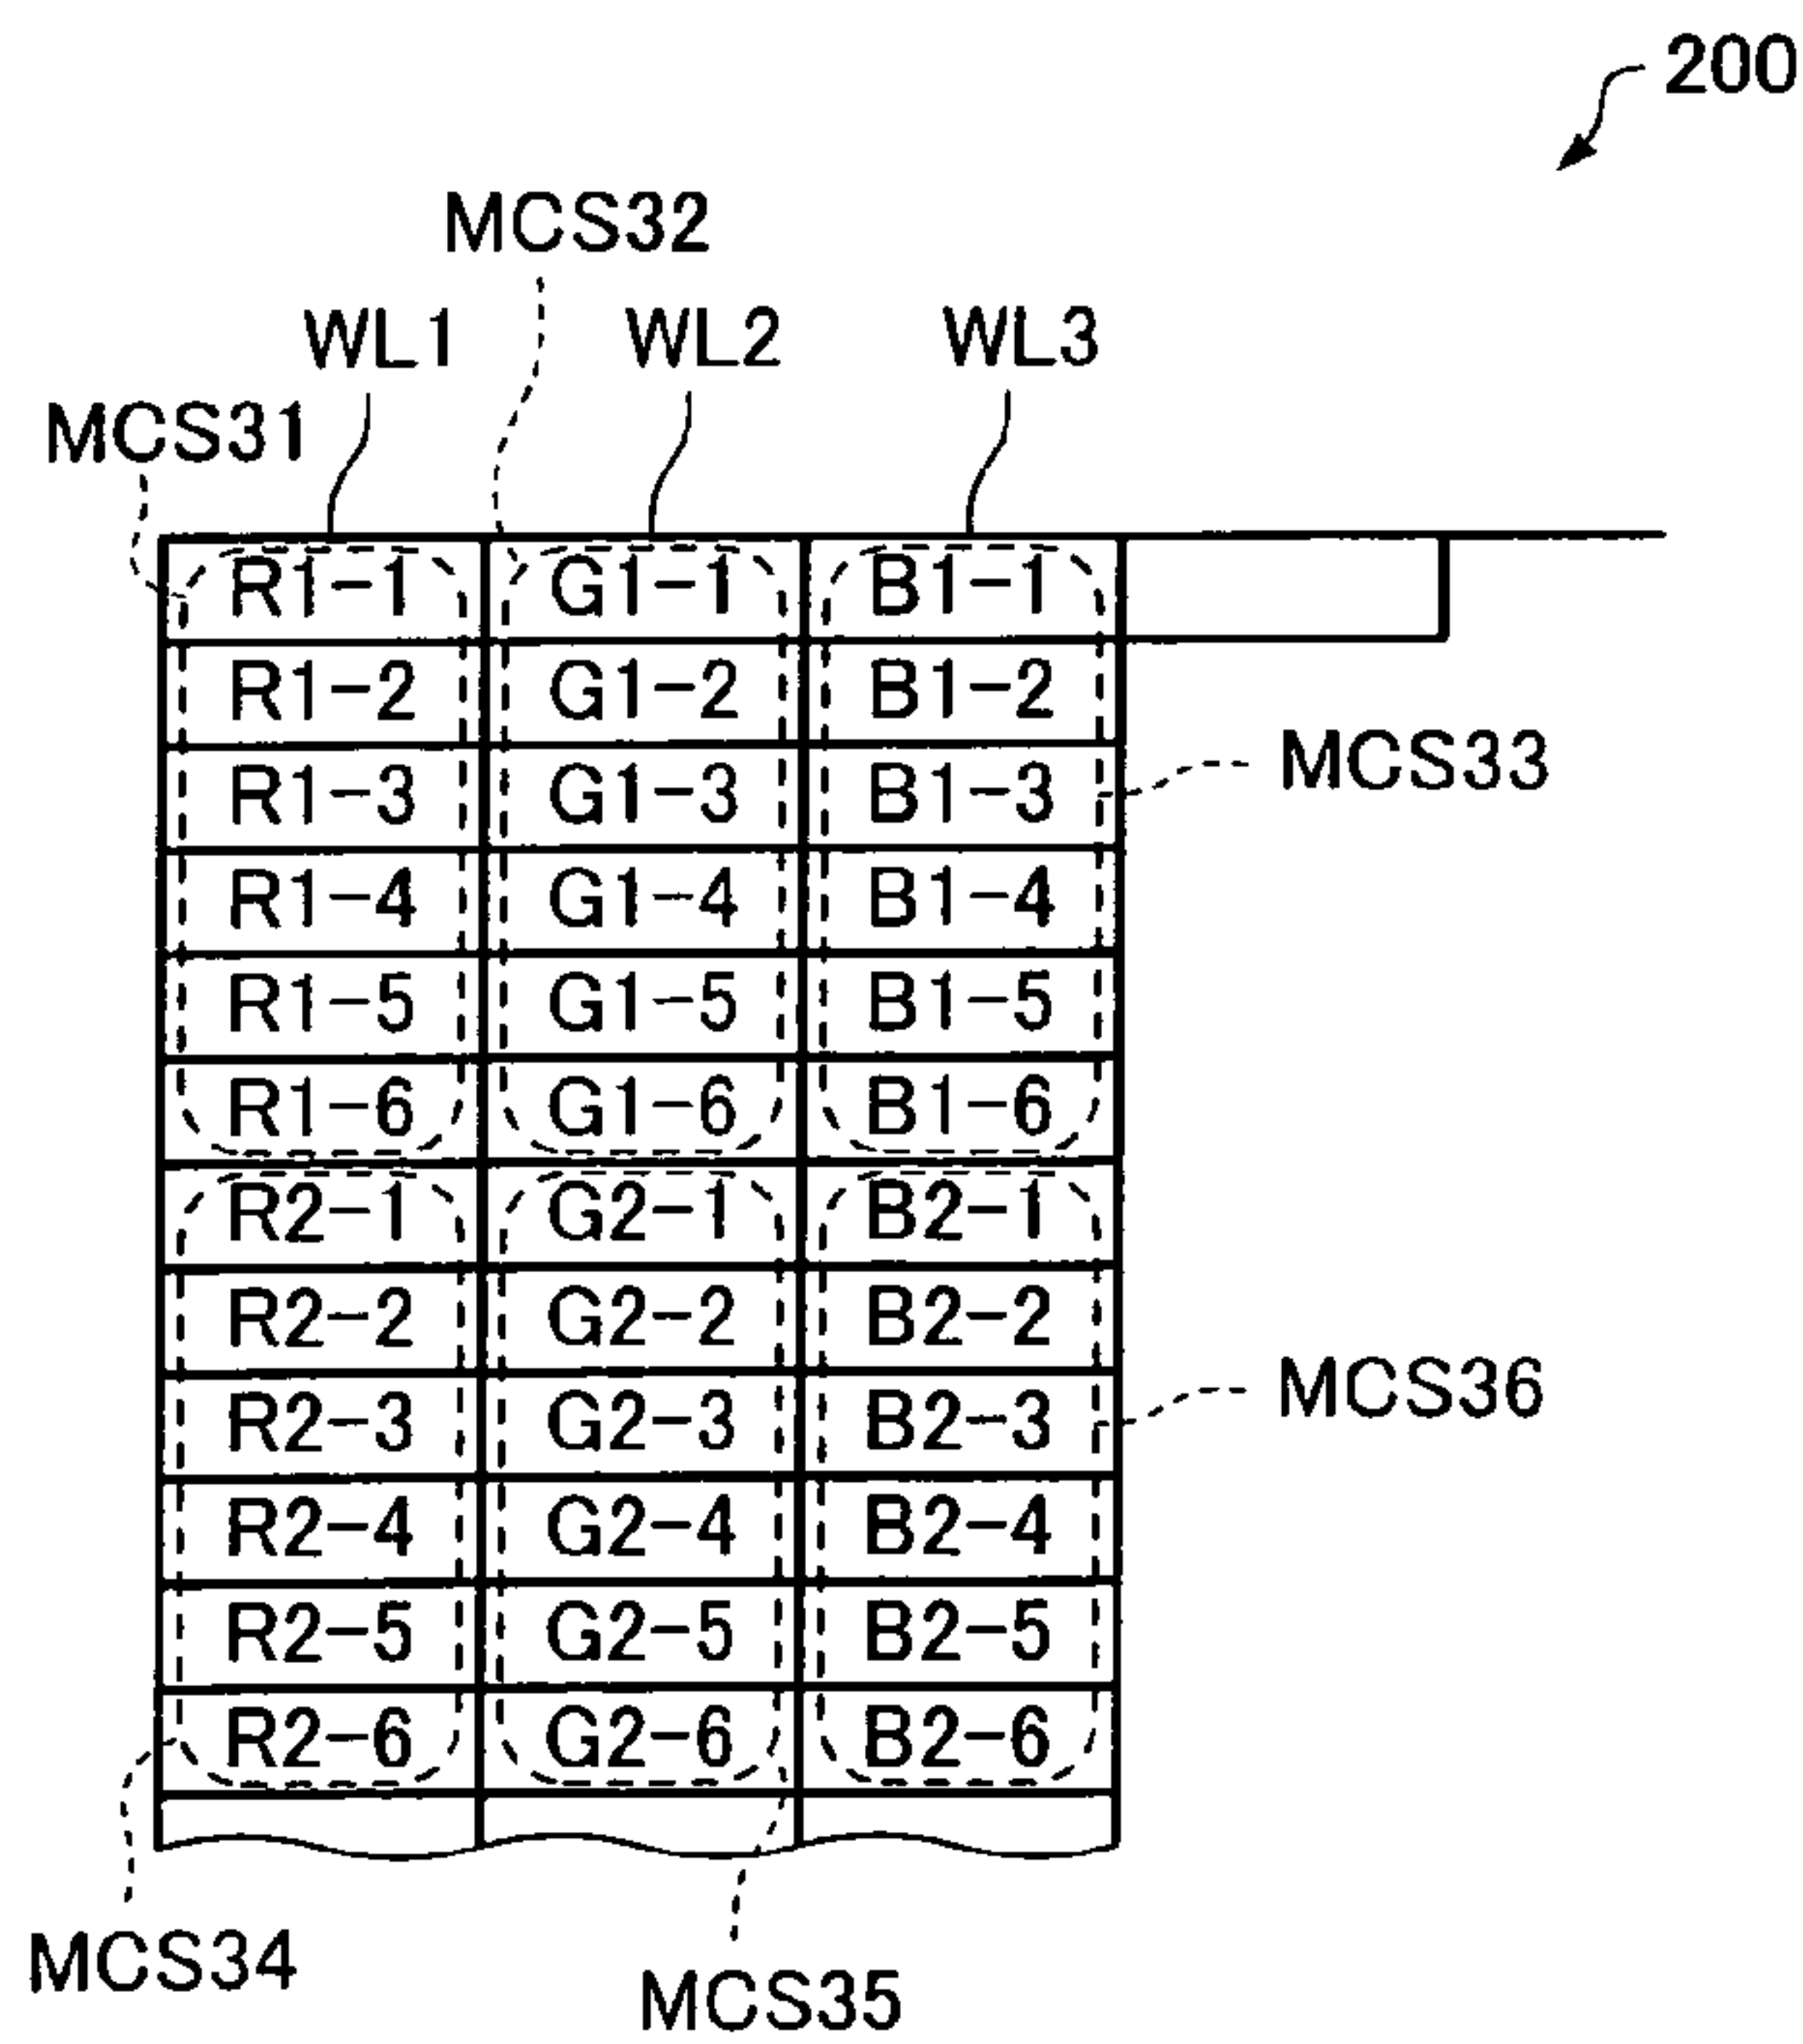 200
MCS32
WL1 WL2 WL3
MCS31
R1-1 G1-1 B1-1
R1-2 G1-2 B1-2
MCS33
R1-3 G1-3 B1-3
R1-4 G1-4 B1-4
R1-5 G1-5 B1-5
R1-6 G1-6 B1-6
R2-1 G2-1 B2-1
R2-2 G2-2 B2-2
MCS36
R2-3 G2-3 B2-3
R2-4 G2-4 B2-4
R2-5 G2-5 B2-5
R2-6 G2-6 B2-6
MCS34
MCS35